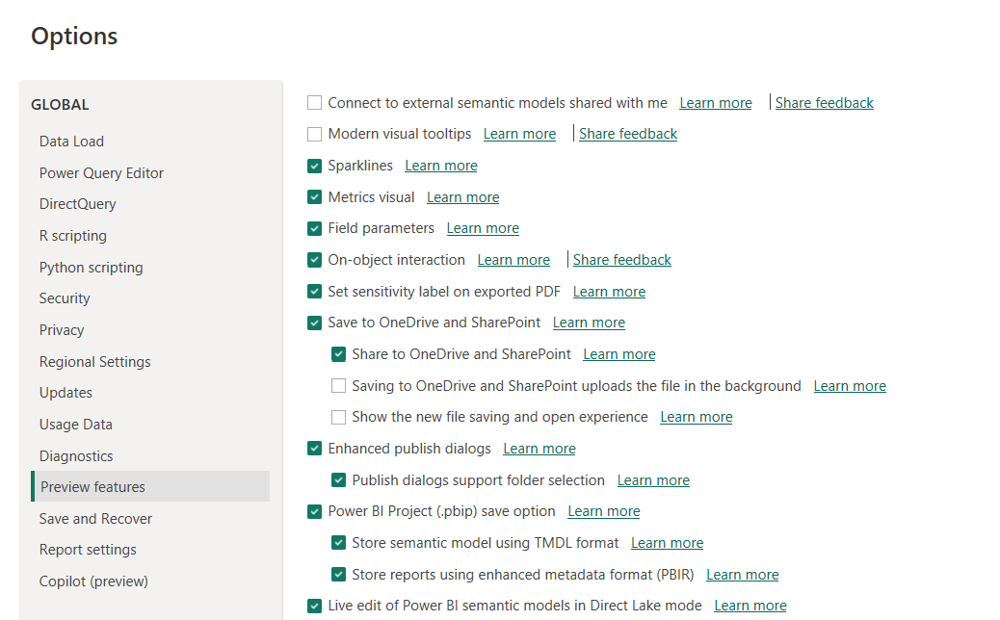 Options
GLOBAL
Data Load
Power Query Editor
DirectQuery
R scripting
Python scripting
Security
Privacy
Regional Settings
Updates
Usage Data
Diagnostics
Preview features
Save and Recover
Report settings
Copilot (preview)
Connect to external semantic models shared with me Learn more | Share feedback
Modern visual tooltips Learn more | Share feedback
Sparklines Learn more
Metrics visual Learn more
Field parameters Learn more
On-object interaction Learn more | Share feedback
Set sensitivity label on exported PDF Learn more
Save to OneDrive and SharePoint Learn more
Share to OneDrive and SharePoint Learn more
Saving to OneDrive and SharePoint uploads the file in the background Learn more
Show the new file saving and open experience Learn more
Enhanced publish dialogs Learn more
Publish dialogs support folder selection Learn more
Power BI Project (.pbip) save option Learn more
Store semantic model using TMDL format Learn more
Store reports using enhanced metadata format (PBIR) Learn more
Live edit of Power BI semantic models in Direct Lake mode Learn more